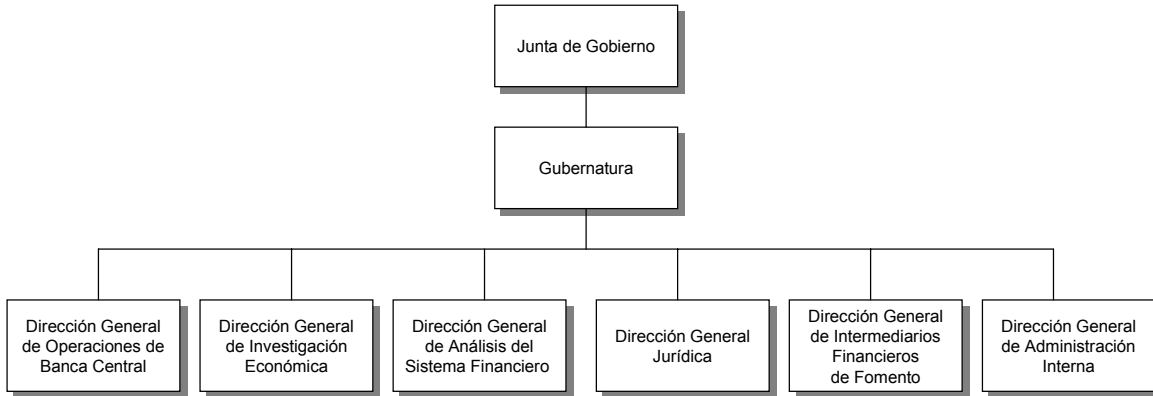 Junta de Gobierno
Gubernatura
Dirección General
de Operaciones de
Banca Central
Dirección General
de Investigación
Económica
Dirección General
de Análisis del
Sistema Financiero
Dirección General
Jurídica
Dirección General
de Intermediarios
Financieros
de Fomento
Dirección General
de Administración
Interna